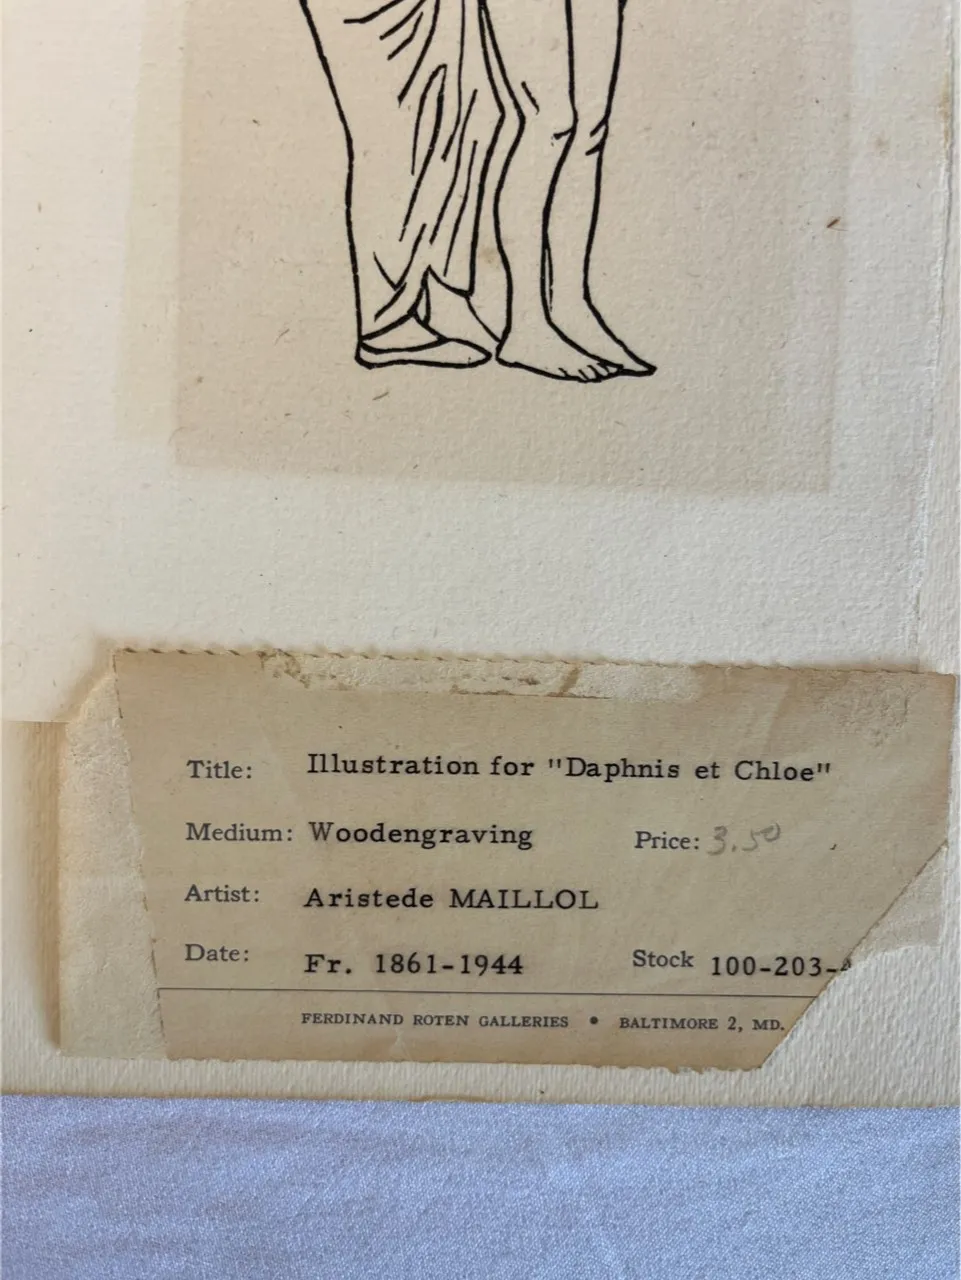 Title: Illustration for "Daphnis et Chloe"
Medium: Woodengraving Price: 3.50
Artist: Aristede MAILLOL
Date: Fr. 1861-1944 Stock 100-203-
FERDINAND ROTEN GALLERIES • BALTIMORE 2, MD.